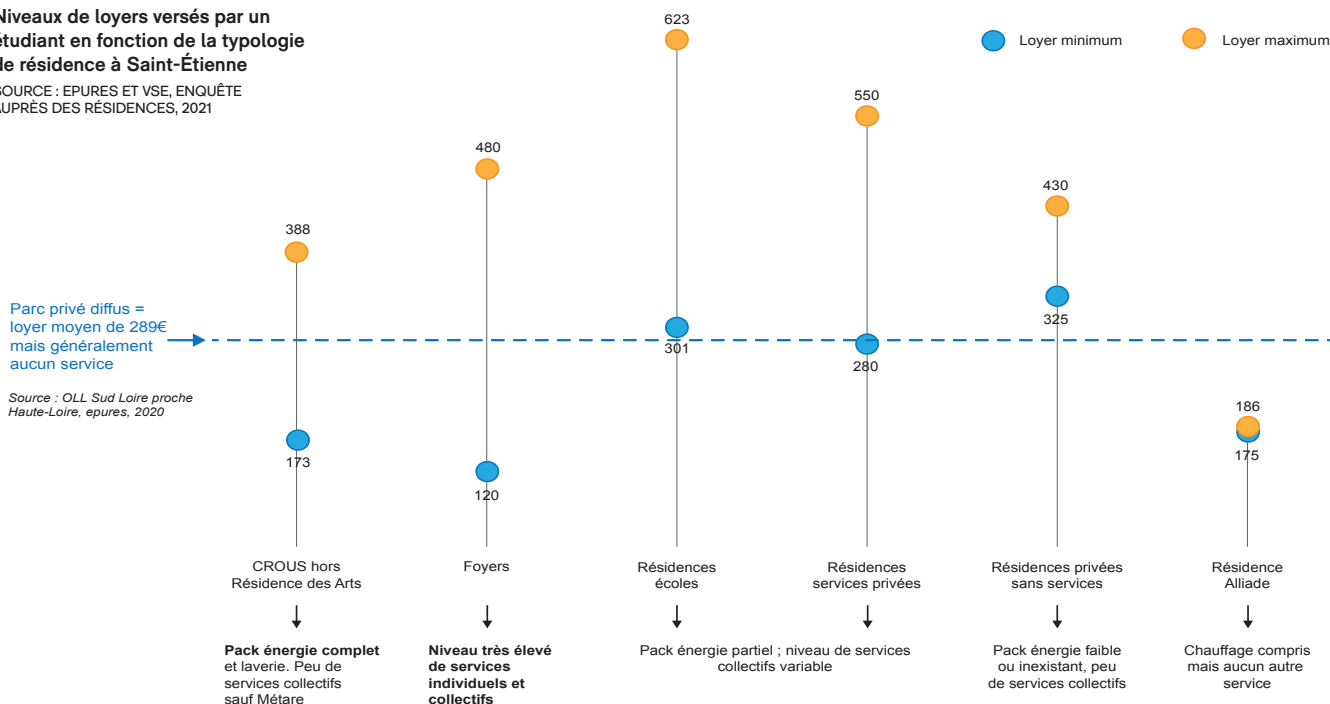 Niveaux de loyers versés par un
étudiant en fonction de la typologie
de résidence à Saint-Étienne
SOURCE : EPURES ET VSE, ENQUÊTE
AUPRÈS DES RÉSIDENCES, 2021
Loyer minimum
Loyer maximum
623
550
480
430
388
Parc privé diffus =
loyer moyen de 289€
mais généralement
aucun service
Source : OLL Sud Loire proche
Haute-Loire, epures, 2020
325
301
280
186
173
175
120
CROUS hors
Résidence des Arts
Foyers
Résidences
écoles
Résidences
services privées
Résidences privées
sans services
Résidence
Alliade
Pack énergie complet
et laverie. Peu de
services collectifs
sauf Métare
Niveau très élevé
de services
individuels et
collectifs
Pack énergie partiel ; niveau de services
collectifs variable
Pack énergie faible
ou inexistant, peu
de services collectifs
Chauffage compris
mais aucun autre
service